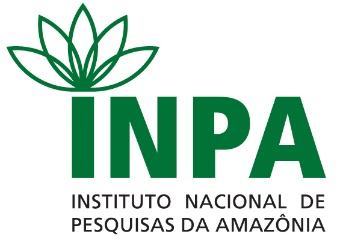 INPA
INSTITUTO NACIONAL DE
PESQUISAS DA AMAZÔNIA